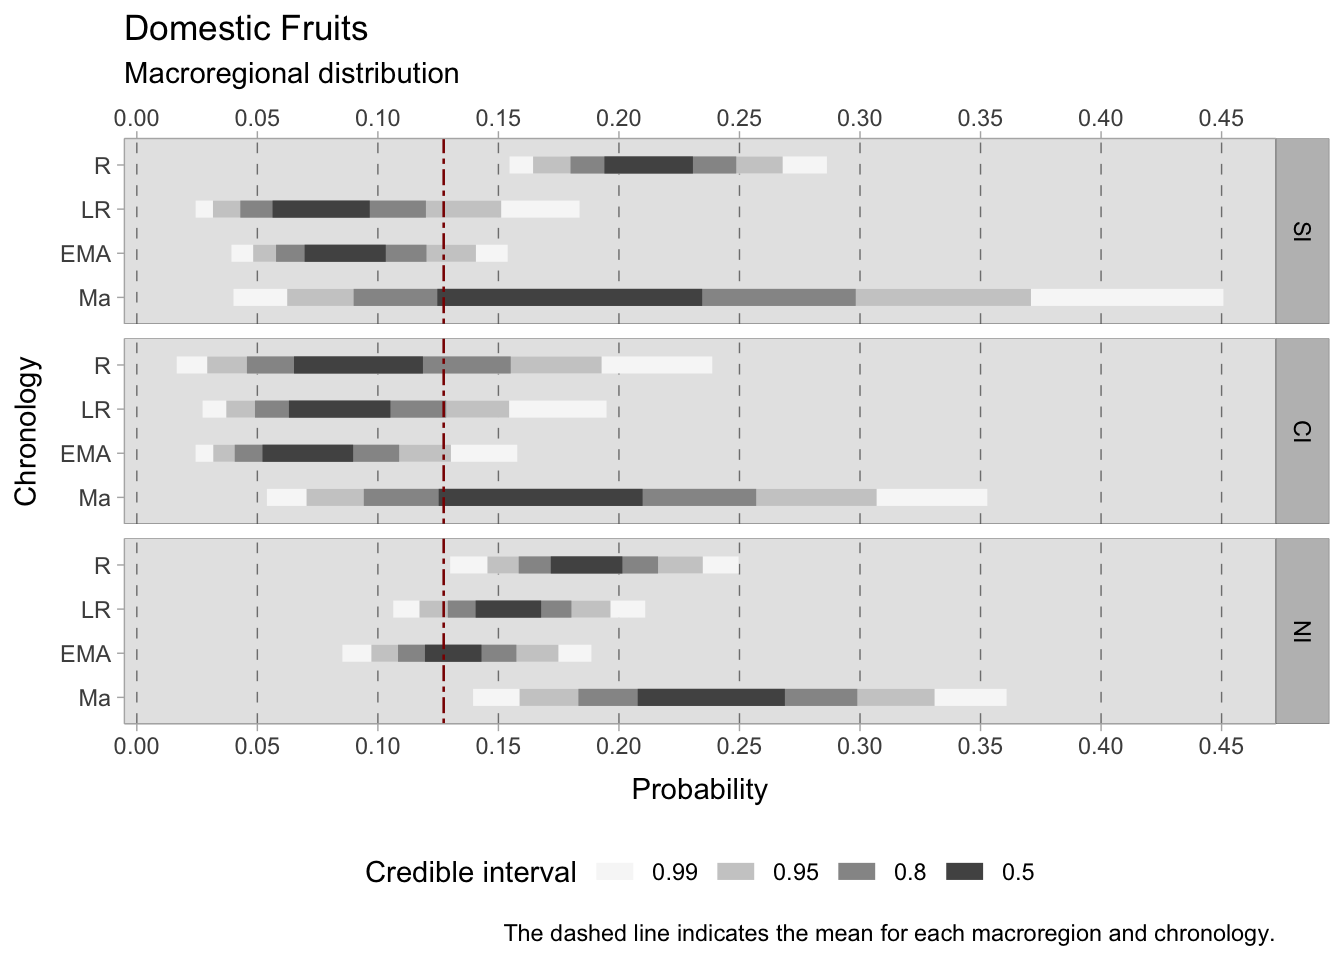 Domestic Fruits
Macroregional distribution
0.00 0.05 0.10 0.15 0.20 0.25 0.30 0.35 0.40 0.45
R
LR
EMA
Ma
SI
R
LR
EMA
Ma
CI
R
LR
EMA
Ma
NI
Chronology
0.00 0.05 0.10 0.15 0.20 0.25 0.30 0.35 0.40 0.45
Probability
Credible interval 0.99 0.95 0.8 0.5
The dashed line indicates the mean for each macroregion and chronology.